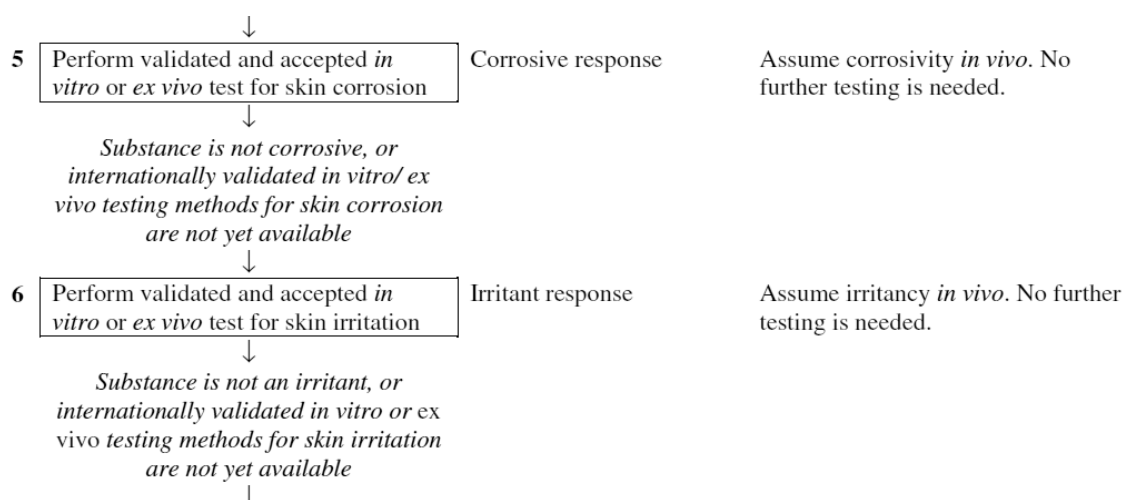 ↓
5 Perform validated and accepted in Corrosive response Assume corrosivity in vivo. No
vitro or ex vivo test for skin corrosion further testing is needed.
↓
Substance is not corrosive, or
internationally validated in vitro/ ex
vivo testing methods for skin corrosion
are not yet available
↓
6 Perform validated and accepted in Irritant response Assume irritancy in vivo. No further
vitro or ex vivo test for skin irritation testing is needed.
↓
Substance is not an irritant, or
internationally validated in vitro or ex
vivo testing methods for skin irritation
are not yet available